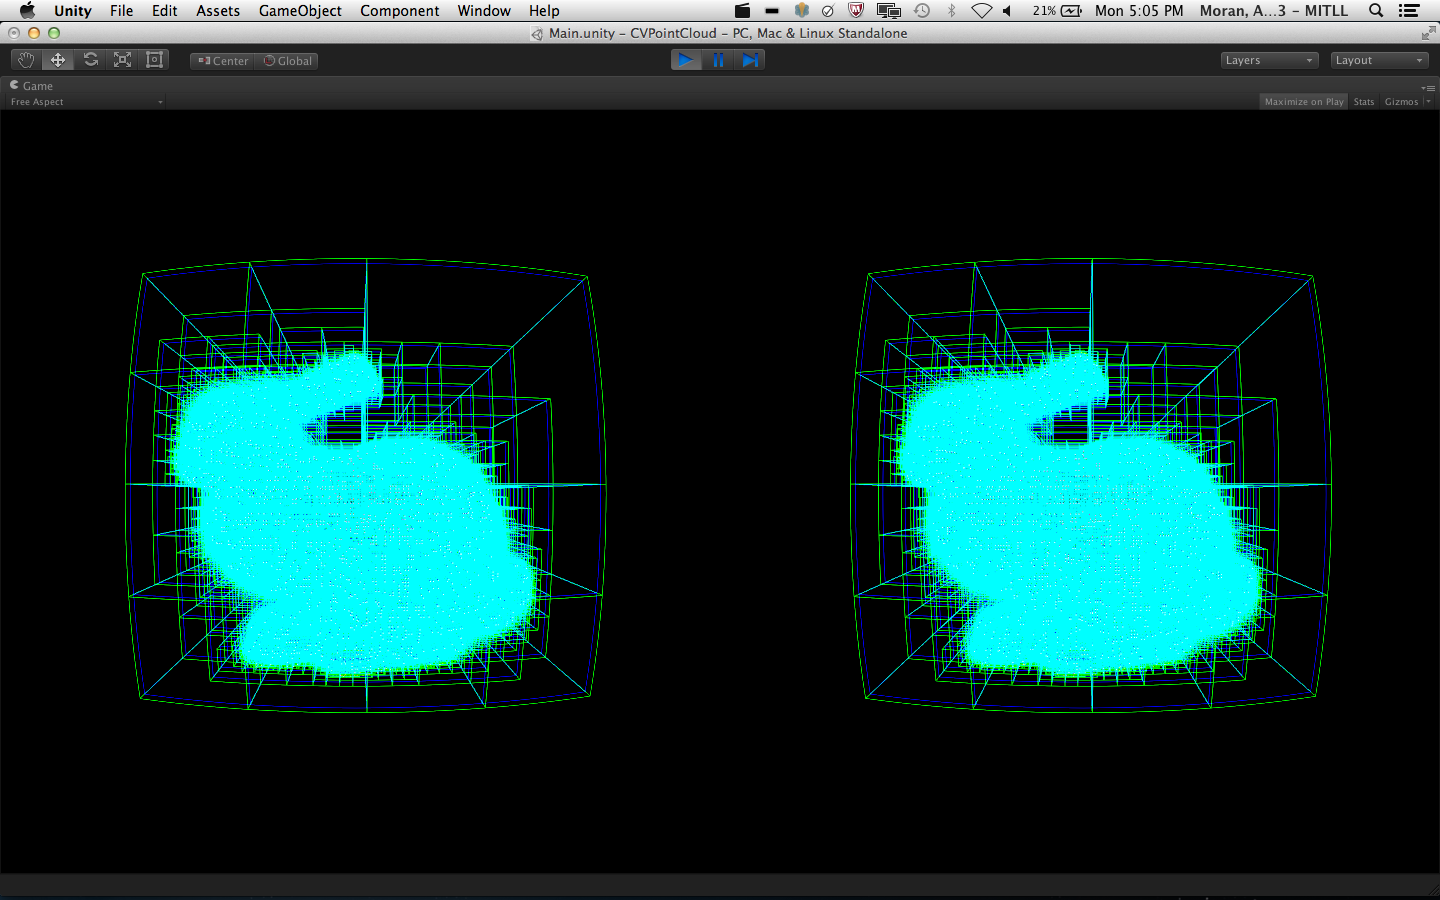 Unity File Edit Assets GameObject Component Window Help 21% Mon 5:05 PM Moran, A...3 – MITLL
Main.unity – CVPointCloud – PC, Mac & Linux Standalone
Center Global Layers Layout
Game
Free Aspect Maximize on Play Stats Gizmos